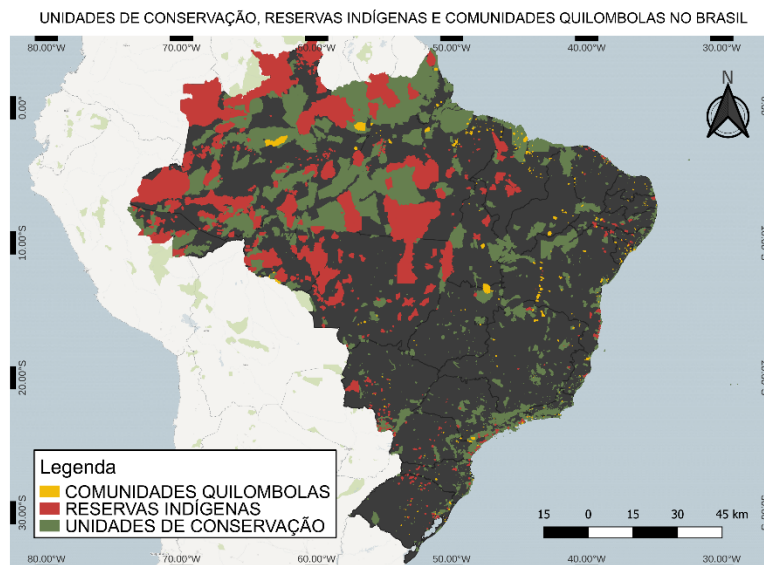 UNIDADES DE CONSERVAÇÃO, RESERVAS INDÍGENAS E COMUNIDADES QUILOMBOLAS NO BRASIL
80.00°W 70.00°W 60.00°W 50.00°W 40.00°W 30.00°W
N
0.00°
10.00°S
20.00°S
30.00°S
Legenda
COMUNIDADES QUILOMBOLAS
RESERVAS INDÍGENAS
UNIDADES DE CONSERVAÇÃO
15 0 15 30 45 km
80.00°W 70.00°W 60.00°W 50.00°W 40.00°W 30.00°W